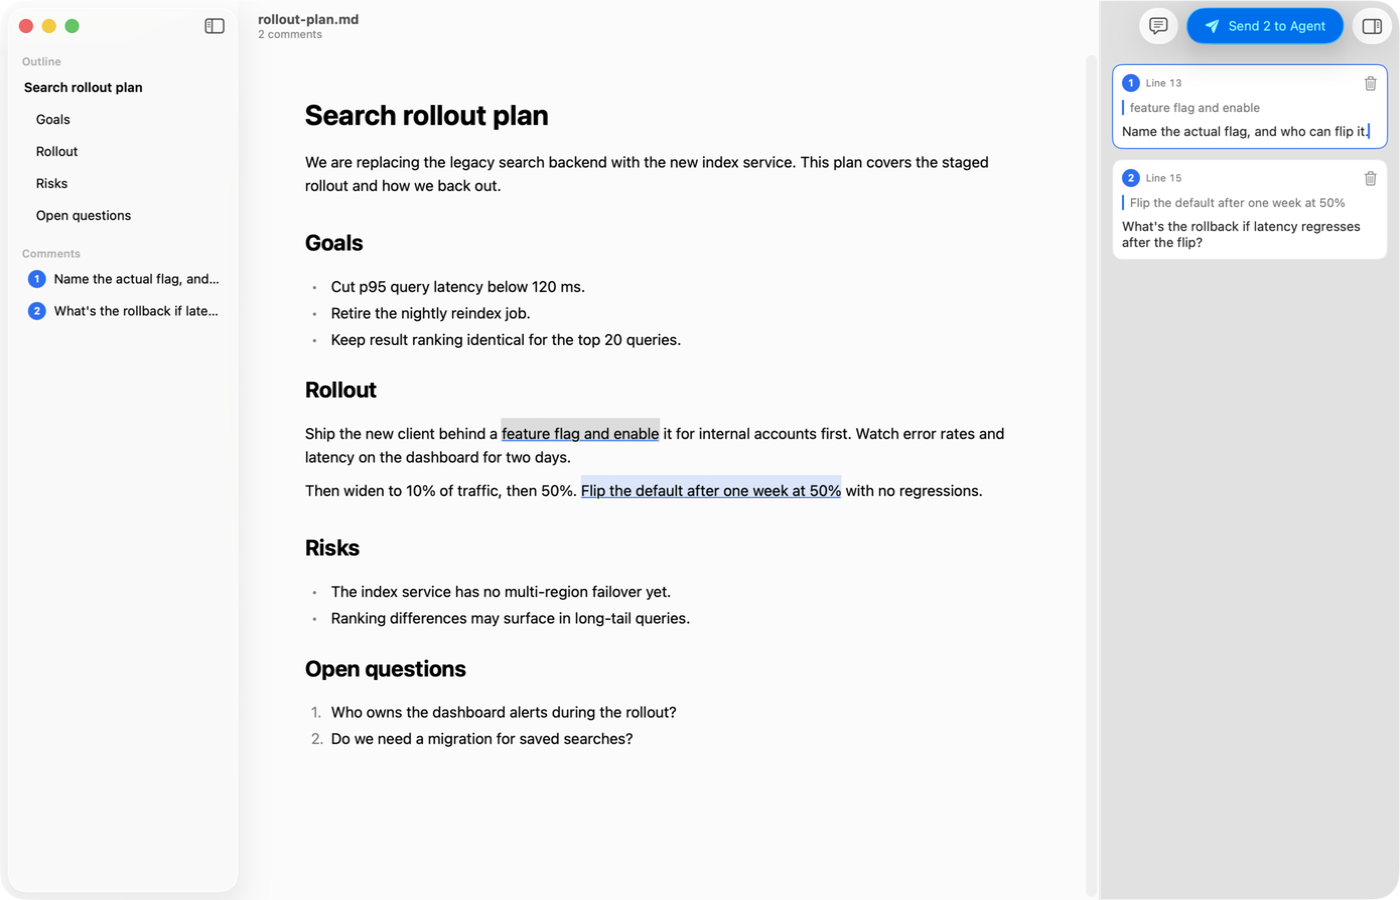 Outline
Search rollout plan
Goals
Rollout
Risks
Open questions
Comments
1 Name the actual flag, and...
2 What's the rollback if late...
rollout-plan.md
2 comments
Search rollout plan
We are replacing the legacy search backend with the new index service. This plan covers the staged
rollout and how we back out.
Goals
• Cut p95 query latency below 120 ms.
• Retire the nightly reindex job.
• Keep result ranking identical for the top 20 queries.
Rollout
Ship the new client behind a feature flag and enable it for internal accounts first. Watch error rates and
latency on the dashboard for two days.
Then widen to 10% of traffic, then 50%. Flip the default after one week at 50% with no regressions.
Risks
• The index service has no multi-region failover yet.
• Ranking differences may surface in long-tail queries.
Open questions
1. Who owns the dashboard alerts during the rollout?
2. Do we need a migration for saved searches?
Send 2 to Agent
1 Line 13
feature flag and enable
Name the actual flag, and who can flip it.
2 Line 15
Flip the default after one week at 50%
What's the rollback if latency regresses
after the flip?